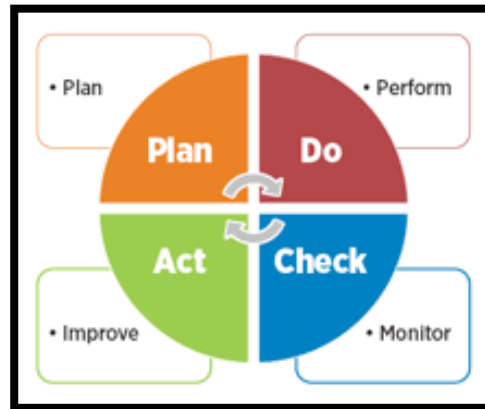 • Plan
• Perform
Plan
Do
Act
Check
• Improve
• Monitor